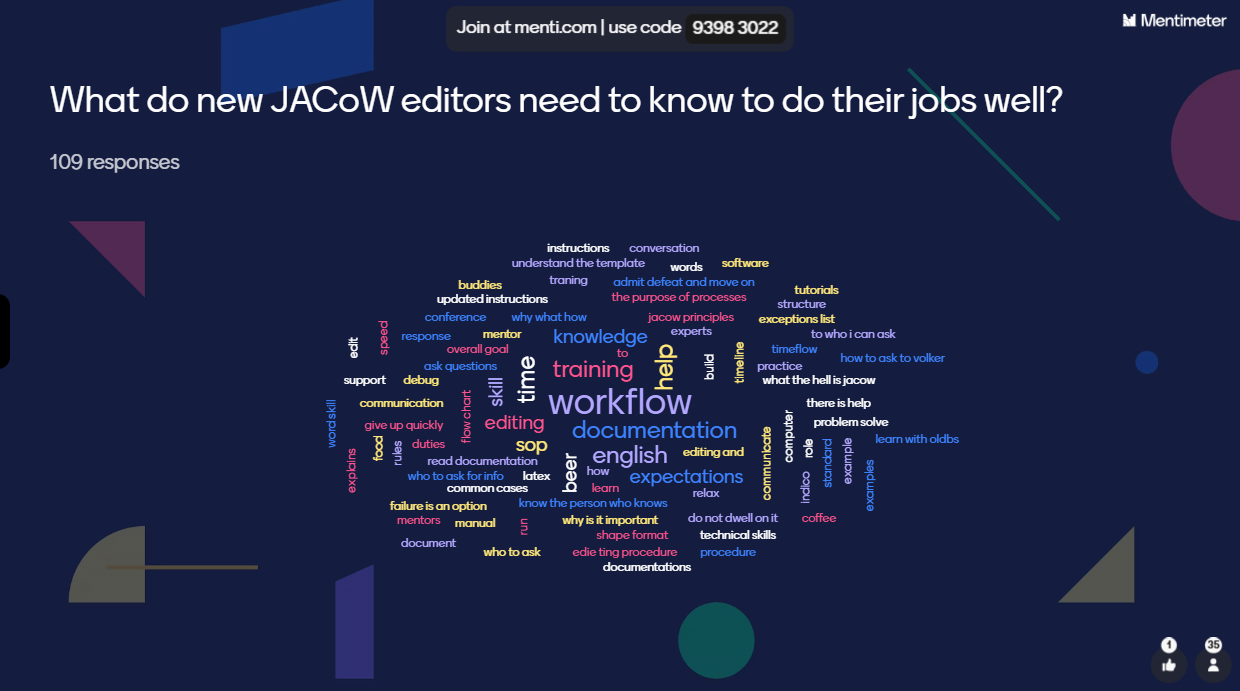 Join at menti.com | use code 9398 3022
Mentimeter
What do new JACoW editors need to know to do their jobs well?
109 responses
instructions
conversation
understand the template
words
software
traning
admit defeat and move on
buddies
tutorials
updated instructions
the purpose of processes
structure
conference
why what how
jacow principles
exceptions list
speed
response
mentor
knowledge
experts
to who i can ask
edit
overall goal
to
help
build
timeline
timeflow
how to ask to volker
ask questions
time
training
practice
support
debug
skill
what the hell is jacow
workflow
word skill
communication
flow chart
there is help
give up quickly
editing
documentation
computer
problem solve
food
rules
duties
sop
english
editing and
communicate
role
standard
example
learn with oldbs
explains
read documentation
beer
how
expectations
indico
examples
who to ask for info
latex
common cases
learn
relax
failure is an option
know the person who knows
mentors
manual
run
why is it important
do not dwell on it
coffee
shape format
technical skills
document
who to ask
edie ting procedure
procedure
documentations
1
35